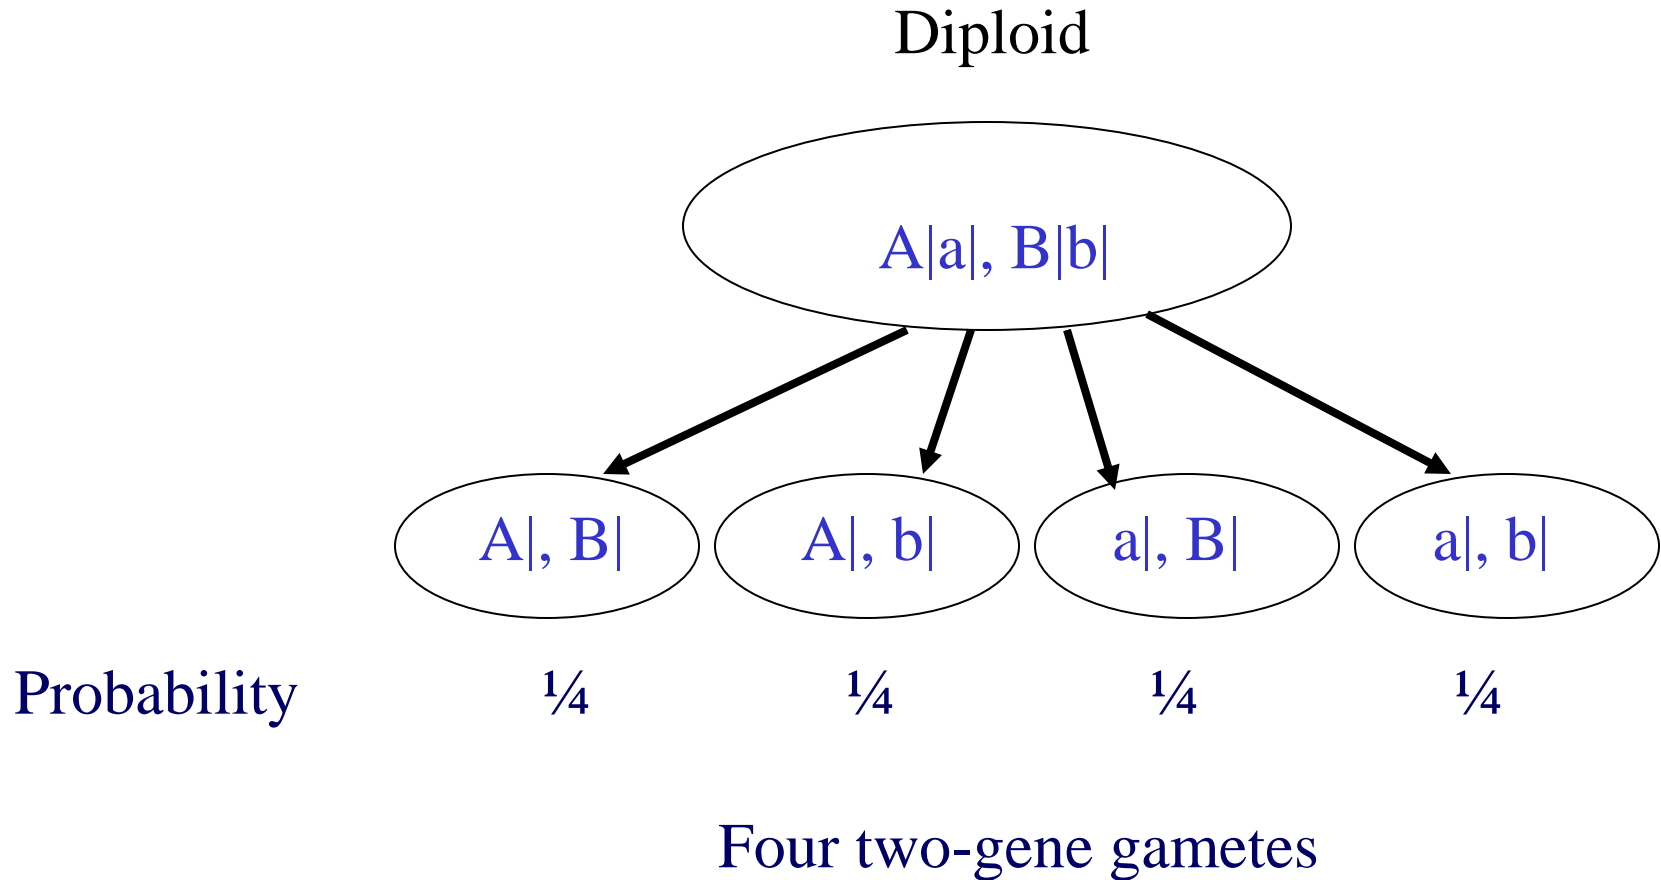 Diploid
A|a|, B|b|
A|, B| A|, b| a|, B| a|, b|
Probability ¼ ¼ ¼ ¼
Four two-gene gametes